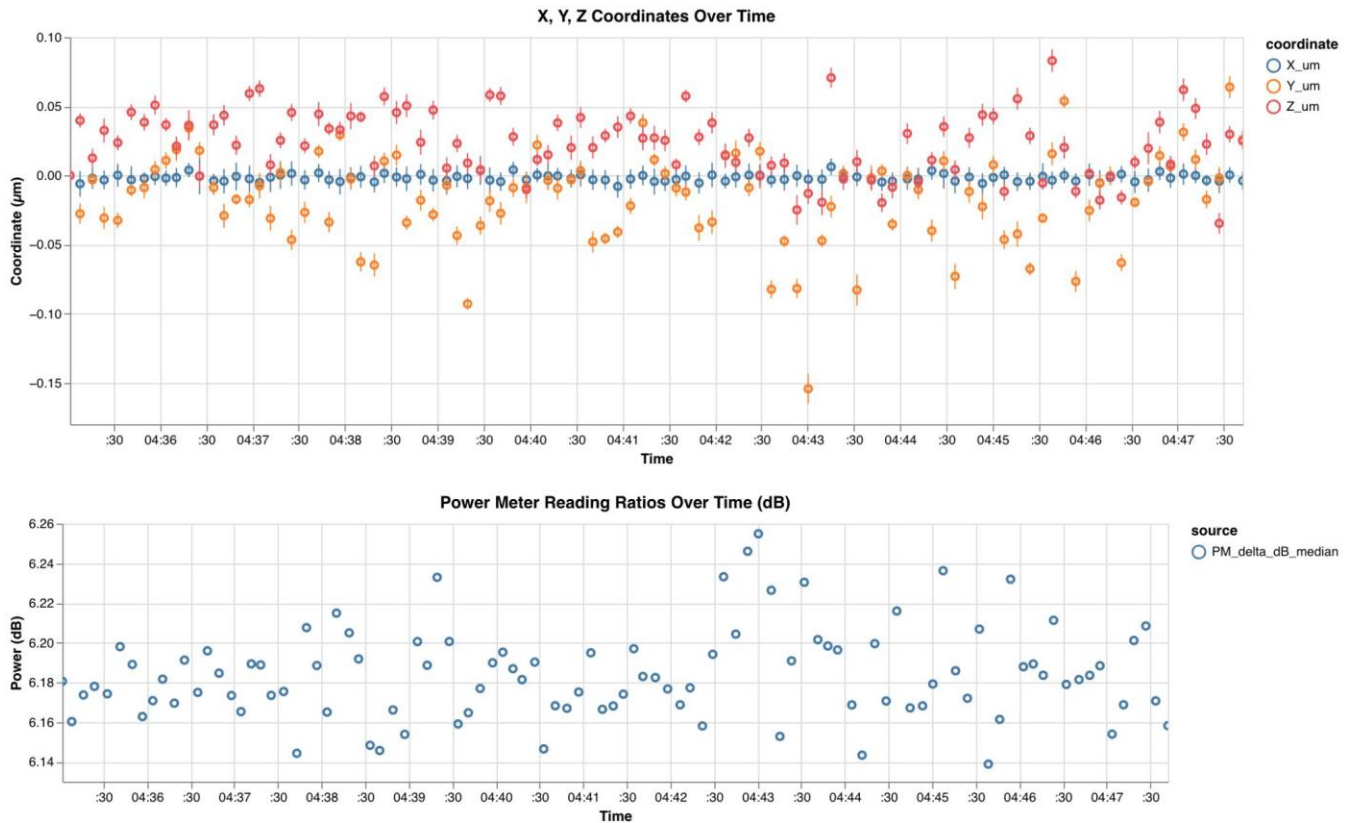 X, Y, Z Coordinates Over Time
0.10
0.05
0.00
−0.05
−0.10
−0.15
Coordinate (μm)
:30 04:36 :30 04:37 :30 04:38 :30 04:39 :30 04:40 :30 04:41 :30 04:42 :30 04:43 :30 04:44 :30 04:45 :30 04:46 :30 04:47 :30
Time
coordinate
X_um
Y_um
Z_um
Power Meter Reading Ratios Over Time (dB)
6.26
6.24
6.22
6.20
6.18
6.16
6.14
Power (dB)
:30 04:36 :30 04:37 :30 04:38 :30 04:39 :30 04:40 :30 04:41 :30 04:42 :30 04:43 :30 04:44 :30 04:45 :30 04:46 :30 04:47 :30
Time
source
PM_delta_dB_median